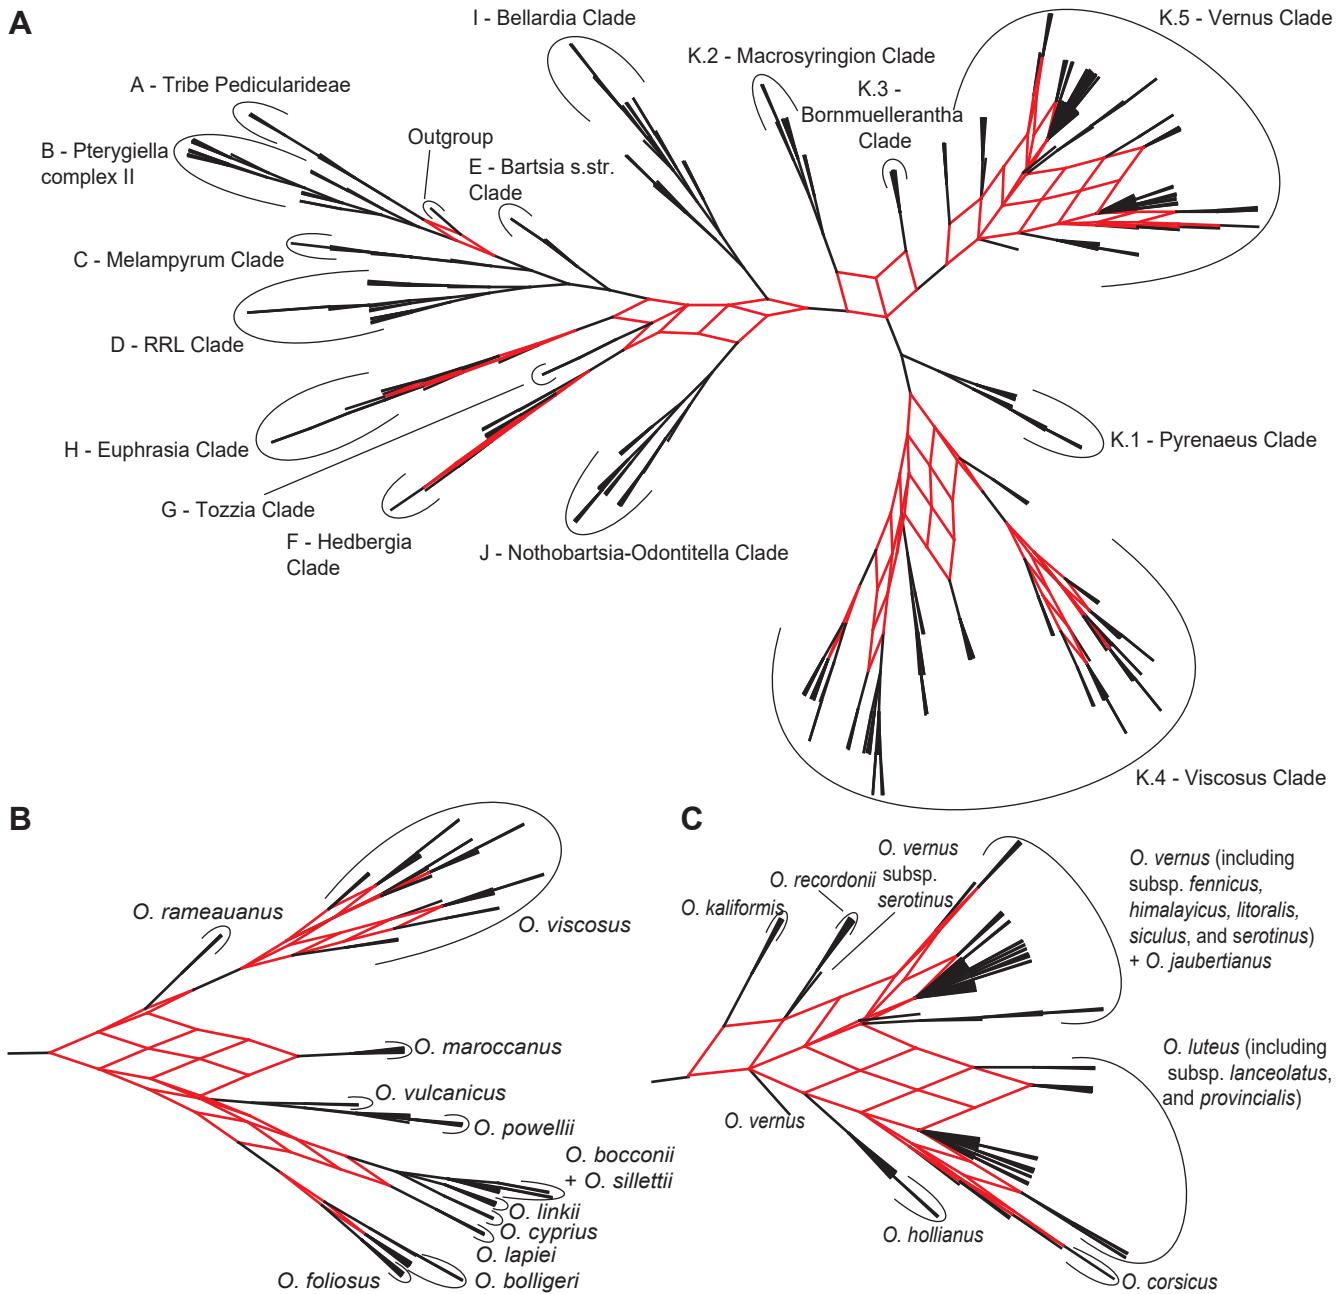 A
I - Bellardia Clade
K.5 - Vernus Clade
K.2 - Macrosyringion Clade
A - Tribe Pedicularideae
K.3 -
Bornmuellerantha
Clade
Outgroup
B - Pterygiella
complex II
E - Bartsia s.str.
Clade
C - Melampyrum Clade
D - RRL Clade
H - Euphrasia Clade
K.1 - Pyrenaeus Clade
G - Tozzia Clade
F - Hedbergia
Clade
J - Nothobartsia-Odontitella Clade
K.4 - Viscosus Clade
B
O. rameauanus
O. viscosus
O. maroccanus
O. vulcanicus
O. powellii
O. bocconii
+ O. sillettii
O. linkii
O. cyprius
O. lapiei
O. foliosus
O. bolligeri
C
O. vernus
subsp.
serotinus
O. recordonii
O. kaliformis
O. vernus (including
subsp. fennicus,
himalayicus, litoralis,
siculus, and serotinus)
+ O. jaubertianus
O. luteus (including
subsp. lanceolatus,
and provincialis)
O. vernus
O. hollianus
O. corsicus